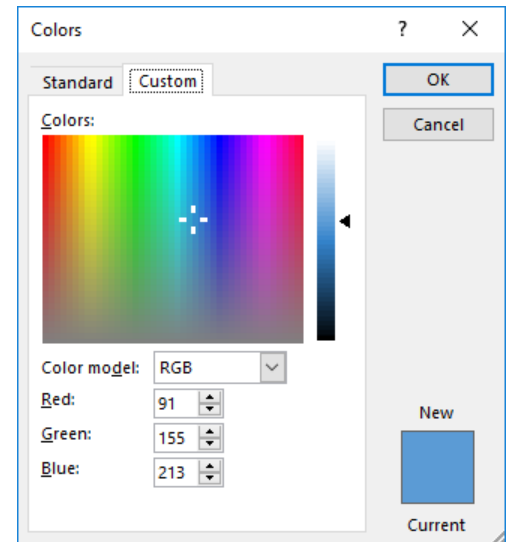 Colors ?
Standard Custom OK
Colors: Cancel
Color model: RGB
Red: 91
Green: 155
Blue: 213
New
Current